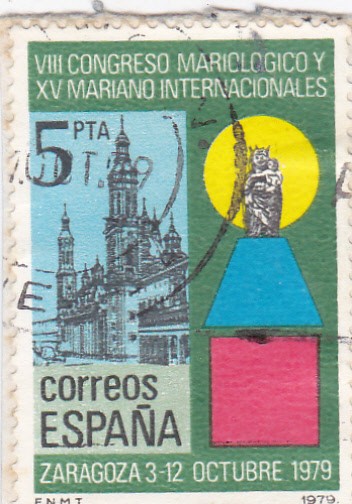 VIII CONGRESO MARIOLOGICO Y
XV MARIANO INTERNACIONALES
5 PTA
correos
ESPAÑA
ZARAGOZA 3-12 OCTUBRE 1979
F.N.M.T. 1979